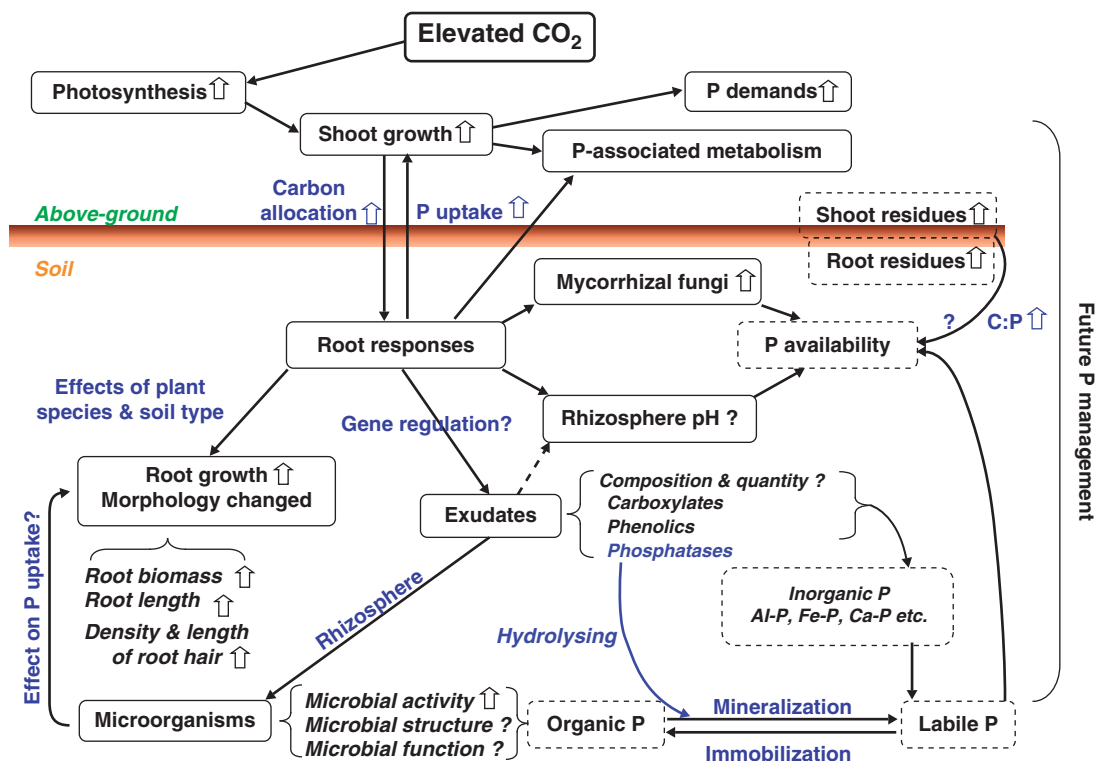 Elevated CO₂
Photosynthesis
P demands
Shoot growth
P-associated metabolism
Carbon
allocation
P uptake
Above-ground
Shoot residues
Soil
Root residues
Mycorrhizal fungi
? C:P
Root responses
P availability
Effects of plant
species & soil type
Gene regulation?
Rhizosphere pH ?
Future P management
Root growth
Morphology changed
Exudates
Composition & quantity ?
Carboxylates
Phenolics
Phosphatases
Effect on P uptake?
Root biomass
Root length
Density & length
of root hair
Rhizosphere
Hydrolysing
Inorganic P
Al-P, Fe-P, Ca-P etc.
Microorganisms
Microbial activity
Microbial structure ?
Microbial function ?
Organic P
Mineralization
Immobilization
Labile P